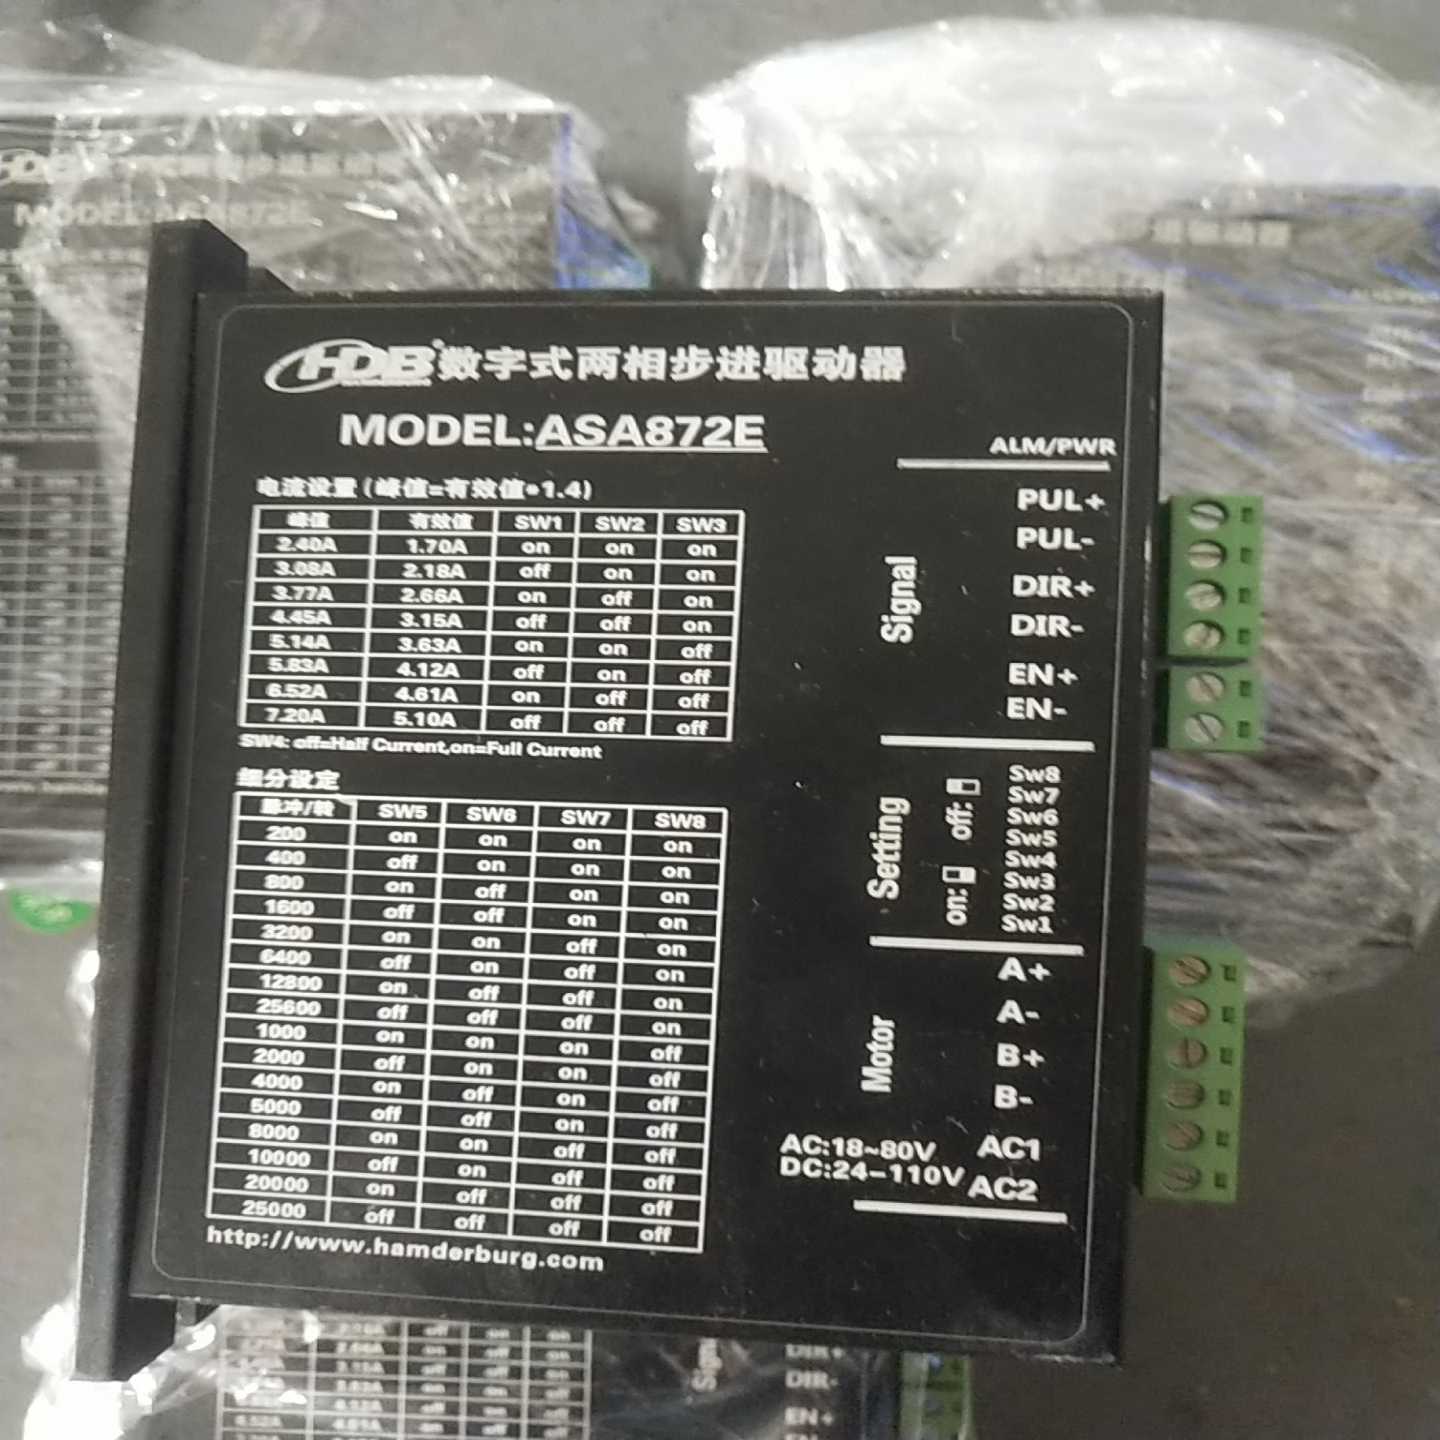 HDB 数字式两相步进驱动器
MODEL:ASA872E
电流设置(峰值=有效值*1.4)
峰值 有效值 SW1 SW2 SW3
2.40A 1.70A on on on
3.08A 2.18A off on on
3.77A 2.66A on off on
4.45A 3.15A off off on
5.14A 3.63A on on off
5.83A 4.12A off on off
6.52A 4.61A on off off
7.20A 5.10A off off off
SW4: off=Half Current,on=Full Current
细分设定
脉冲/转 SW5 SW6 SW7 SW8
200 on on on on
400 off on on on
800 on off on on
1600 off off on on
3200 on on off on
6400 off on off on
12800 on off off on
25600 off off off on
1000 on on on off
2000 off on on off
4000 on off on off
5000 off off on off
8000 on on off off
10000 off on off off
20000 on off off off
25000 off off off off
http://www.hamderburg.com
ALM/PWR
Signal
PUL+
PUL-
DIR+
DIR-
EN+
EN-
Setting
on: off:
Sw8
Sw7
Sw6
Sw5
Sw4
Sw3
Sw2
Sw1
Motor
A+
A-
B+
B-
AC:18~80V AC1
DC:24-110V AC2
MODEL:ASA872E
DIR+
DIR-
EN+